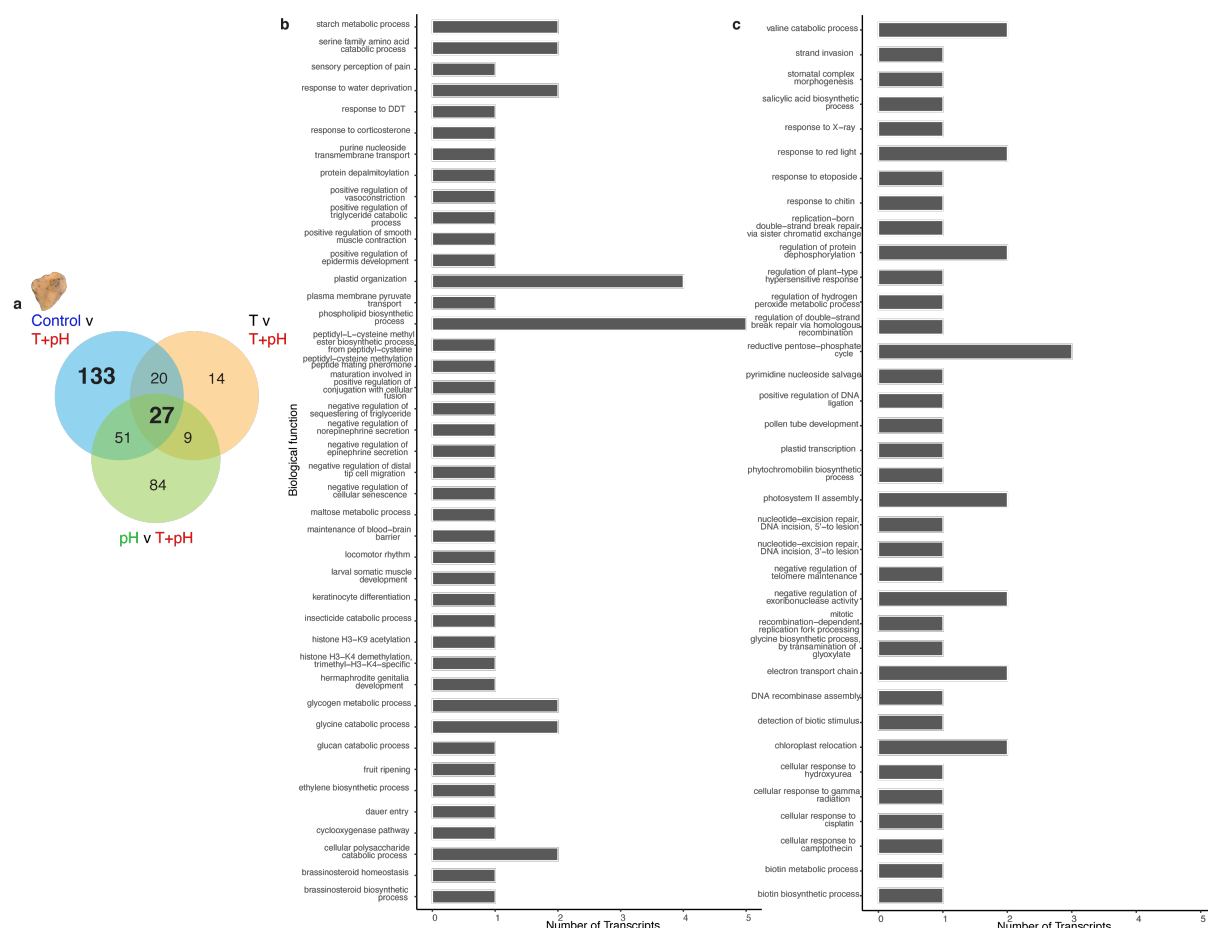 a
Control v
T+pH
T v
T+pH
133
20
14
27
51
9
84
pH v T+pH
b
Biological function
starch metabolic process
serine family amino acid
catabolic process
sensory perception of pain
response to water deprivation
response to DDT
response to corticosterone
purine nucleoside
transmembrane transport
protein depalmitoylation
positive regulation of
vasoconstriction
positive regulation of
triglyceride catabolic
process
positive regulation of smooth
muscle contraction
positive regulation of
epidermis development
plastid organization
plasma membrane pyruvate
transport
phospholipid biosynthetic
process
peptidyl−L−cysteine methyl
ester biosynthetic process
from peptidyl−cysteine
peptidyl−cysteine methylation
peptide mating pheromone
maturation involved in
positive regulation of
conjugation with cellular
fusion
negative regulation of
sequestering of triglyceride
negative regulation of
norepinephrine secretion
negative regulation of
epinephrine secretion
negative regulation of distal
tip cell migration
negative regulation of
cellular senescence
maltose metabolic process
maintenance of blood−brain
barrier
locomotor rhythm
larval somatic muscle
development
keratinocyte differentiation
insecticide catabolic process
histone H3−K9 acetylation
histone H3−K4 demethylation,
trimethyl−H3−K4−specific
hermaphrodite genitalia
development
glycogen metabolic process
glycine catabolic process
glucan catabolic process
fruit ripening
ethylene biosynthetic process
dauer entry
cyclooxygenase pathway
cellular polysaccharide
catabolic process
brassinosteroid homeostasis
brassinosteroid biosynthetic
process
0 1 2 3 4 5
Number of Transcripts
c
valine catabolic process
strand invasion
stomatal complex
morphogenesis
salicylic acid biosynthetic
process
response to X−ray
response to red light
response to etoposide
response to chitin
replication−born
double−strand break repair
via sister chromatid exchange
regulation of protein
dephosphorylation
regulation of plant−type
hypersensitive response
regulation of hydrogen
peroxide metabolic process
regulation of double−strand
break repair via homologous
recombination
reductive pentose−phosphate
cycle
pyrimidine nucleoside salvage
positive regulation of DNA
ligation
pollen tube development
plastid transcription
phytochromobilin biosynthetic
process
photosystem II assembly
nucleotide−excision repair,
DNA incision, 5'−to lesion
nucleotide−excision repair,
DNA incision, 3'−to lesion
negative regulation of
telomere maintenance
negative regulation of
exoribonuclease activity
mitotic
recombination−dependent
replication fork processing
glycine biosynthetic process,
by transamination of
glyoxylate
electron transport chain
DNA recombinase assembly
detection of biotic stimulus
chloroplast relocation
cellular response to
hydroxyurea
cellular response to gamma
radiation
cellular response to
cisplatin
cellular response to
camptothecin
biotin metabolic process
biotin biosynthetic process
0 1 2 3 4 5
Number of Transcripts